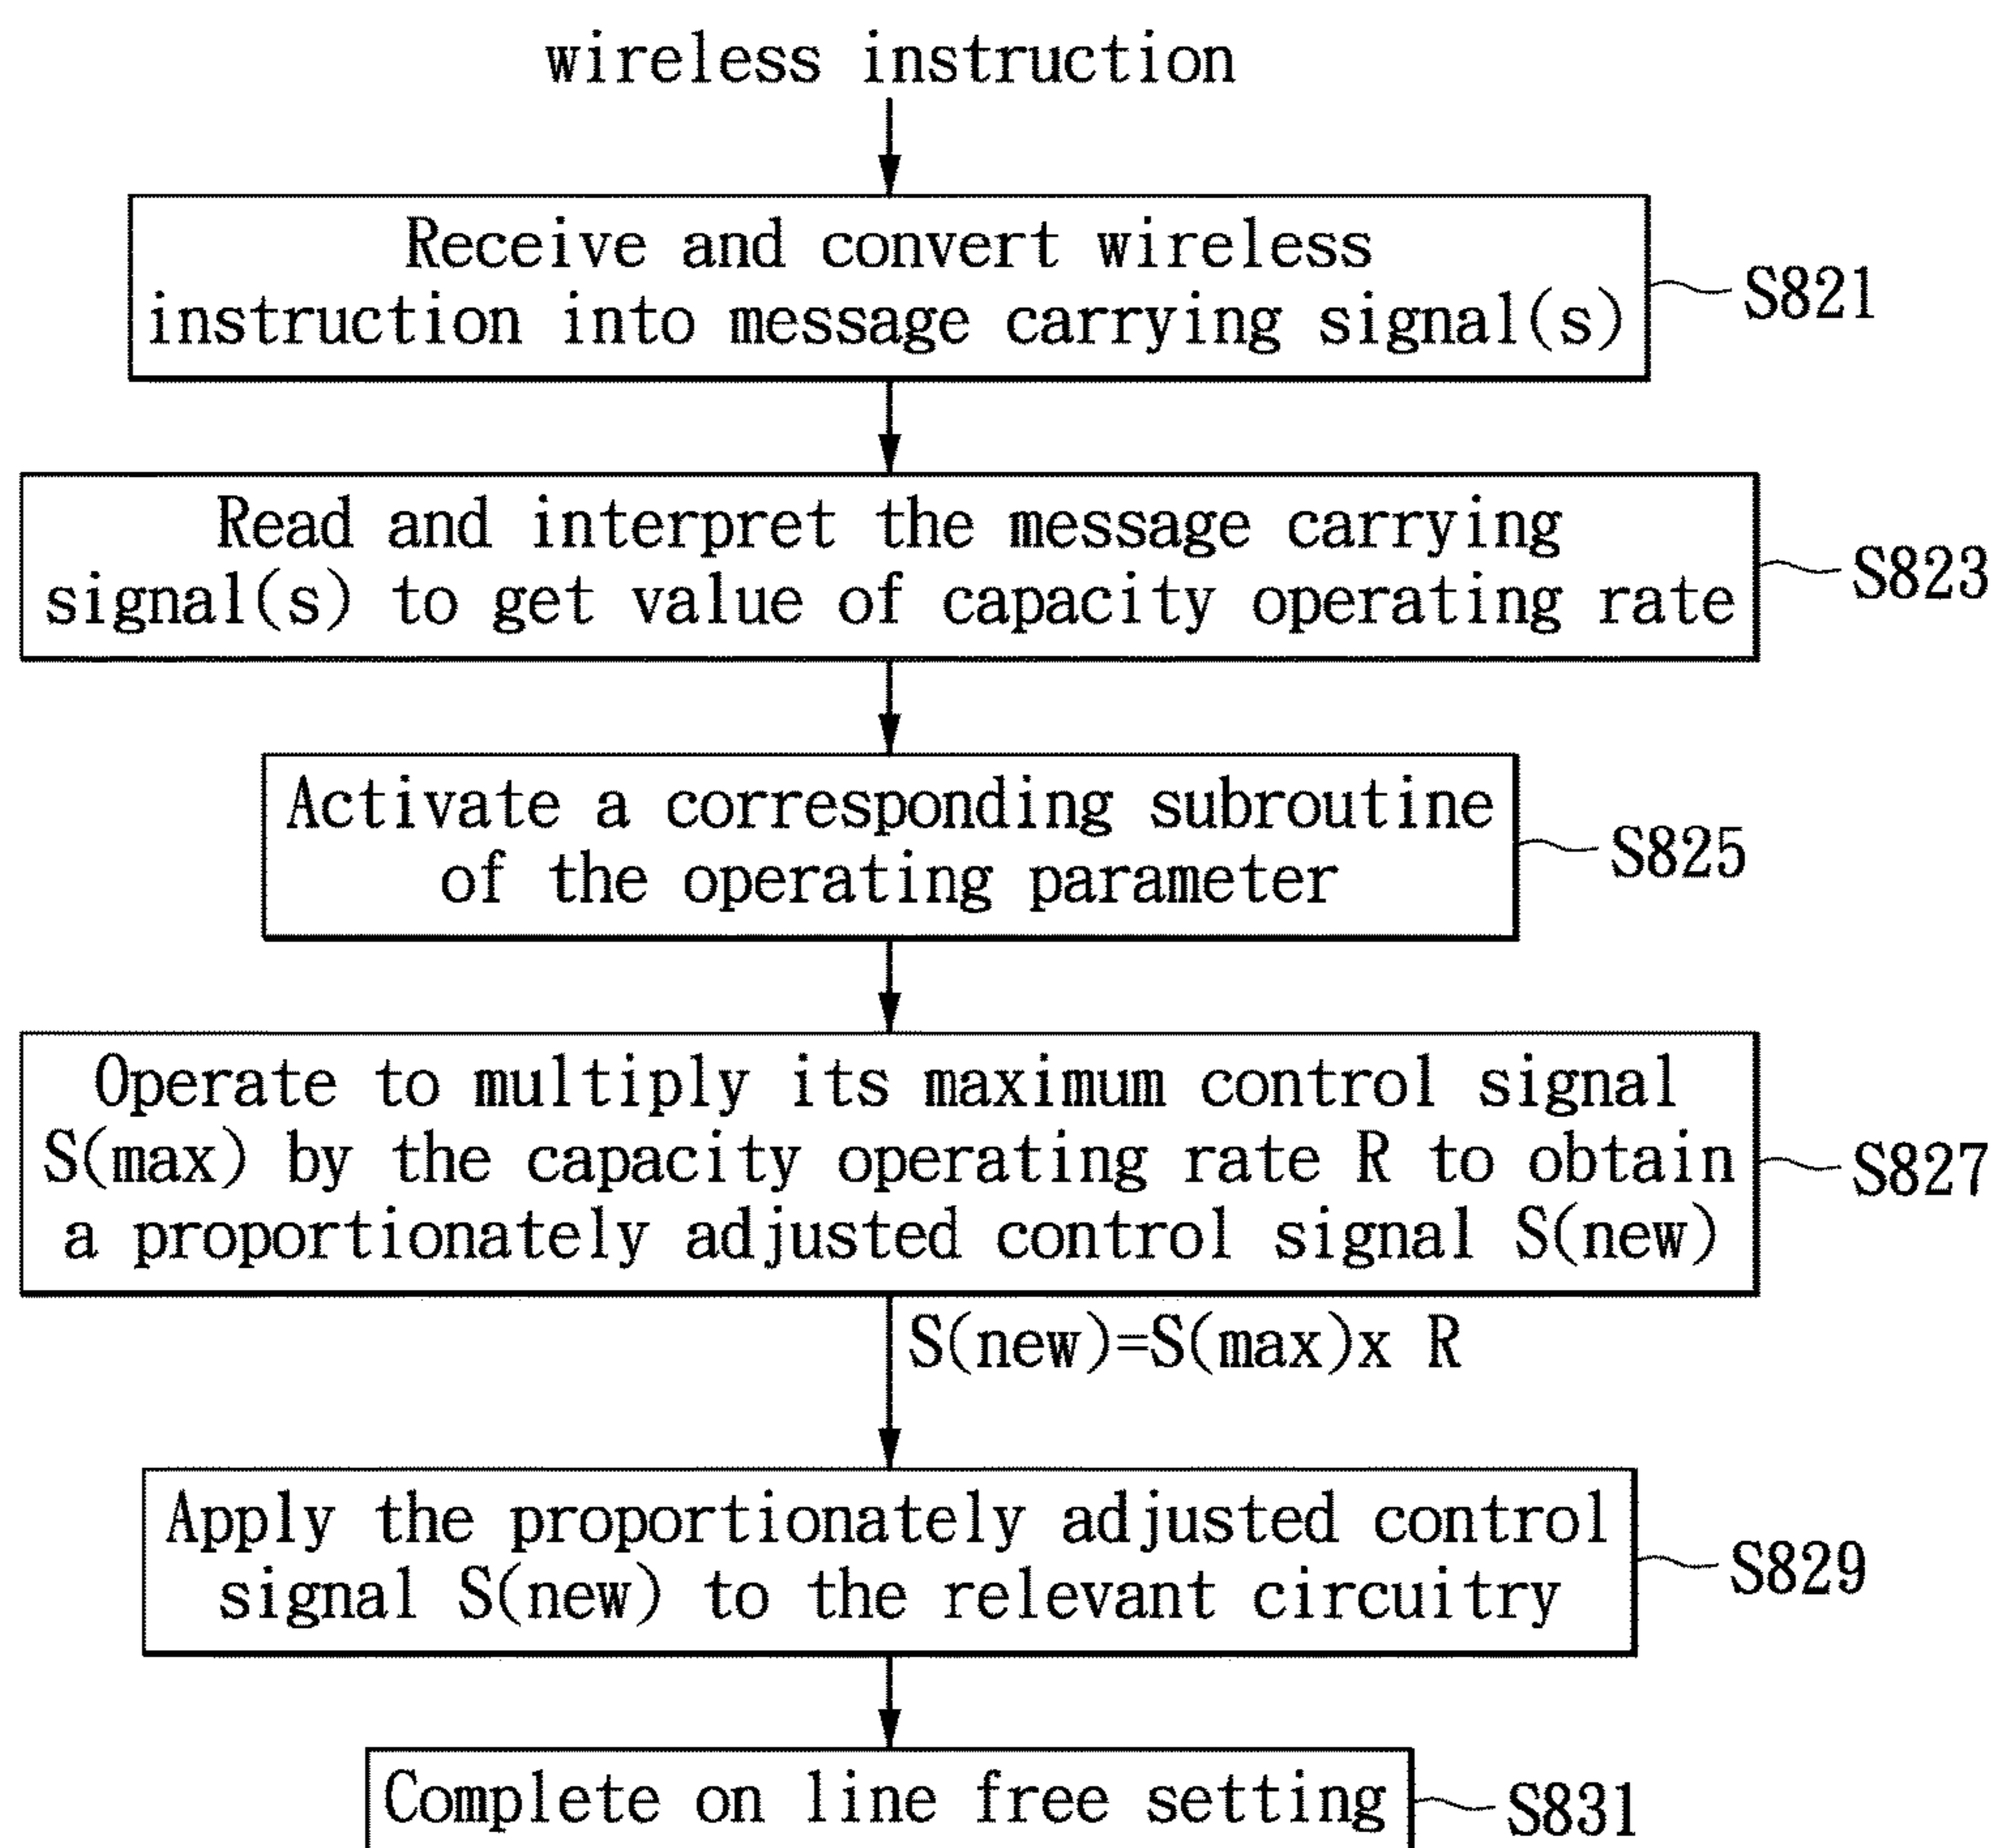 wireless instruction
Receive and convert wireless
instruction into message carrying signal(s)
S821
Read and interpret the message carrying
signal(s) to get value of capacity operating rate
S823
Activate a corresponding subroutine
of the operating parameter
S825
Operate to multiply its maximum control signal
S(max) by the capacity operating rate R to obtain
a proportionately adjusted control signal S(new)
S827
S(new)=S(max)x R
Apply the proportionately adjusted control
signal S(new) to the relevant circuitry
S829
Complete on line free setting
S831